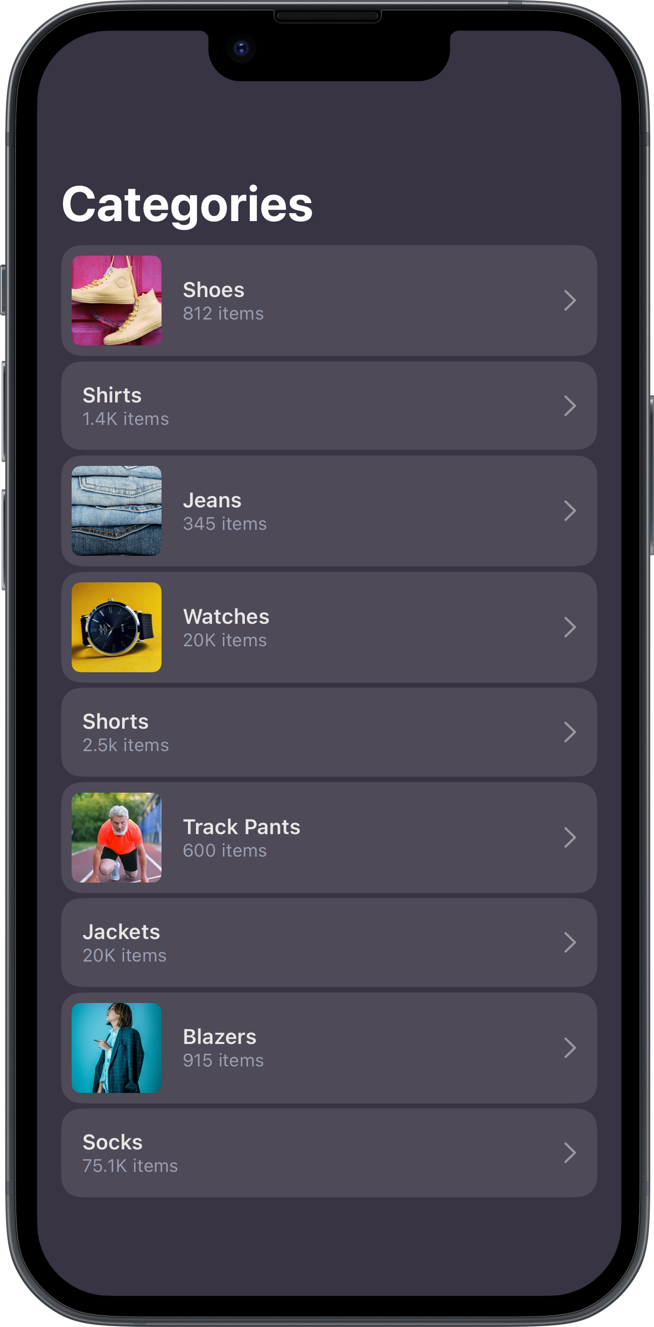 Categories
Shoes
812 items
Shirts
1.4K items
Jeans
345 items
Watches
20K items
Shorts
2.5k items
Track Pants
600 items
Jackets
20K items
Blazers
915 items
Socks
75.1K items